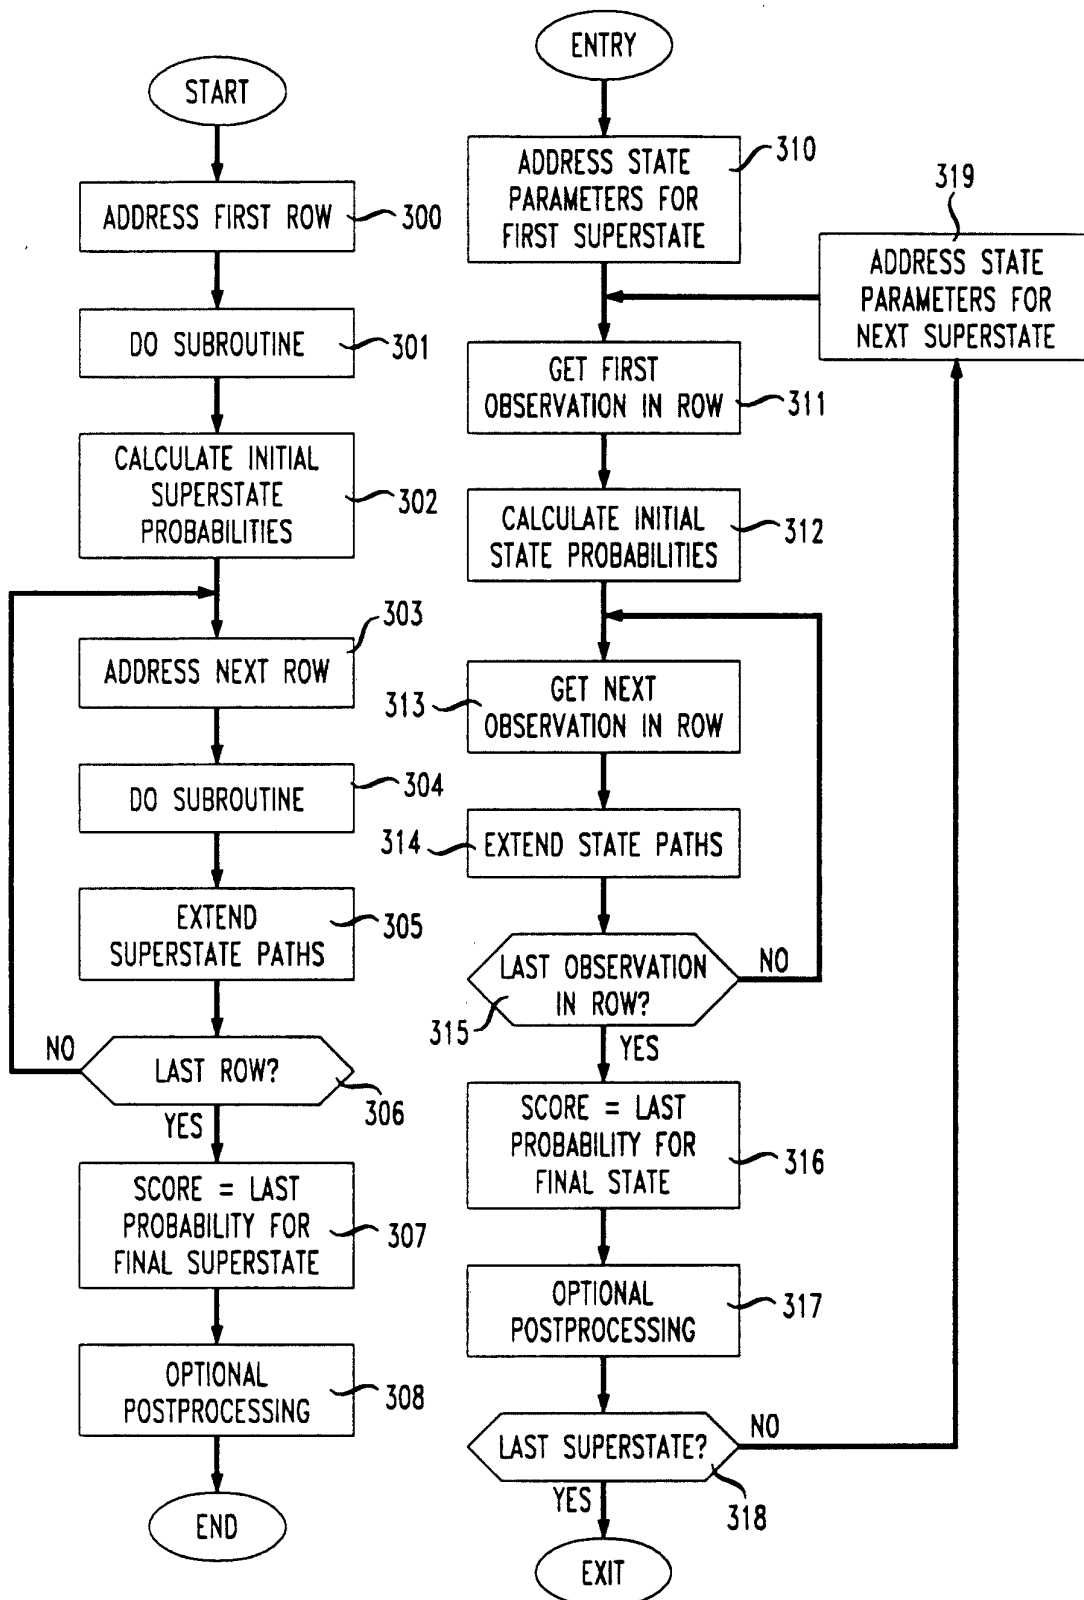 START
ADDRESS FIRST ROW
300
DO SUBROUTINE
301
CALCULATE INITIAL
SUPERSTATE
PROBABILITIES
302
303
ADDRESS NEXT ROW
DO SUBROUTINE
304
EXTEND
SUPERSTATE PATHS
305
NO
LAST ROW?
306
YES
SCORE = LAST
PROBABILITY FOR
FINAL SUPERSTATE
307
OPTIONAL
POSTPROCESSING
308
END
ENTRY
ADDRESS STATE
PARAMETERS FOR
FIRST SUPERSTATE
310
319
ADDRESS STATE
PARAMETERS FOR
NEXT SUPERSTATE
GET FIRST
OBSERVATION IN ROW
311
CALCULATE INITIAL
STATE PROBABILITIES
312
GET NEXT
OBSERVATION IN ROW
313
314
EXTEND STATE PATHS
LAST OBSERVATION
IN ROW?
NO
315
YES
SCORE = LAST
PROBABILITY FOR
FINAL STATE
316
OPTIONAL
POSTPROCESSING
317
LAST SUPERSTATE?
NO
318
YES
EXIT